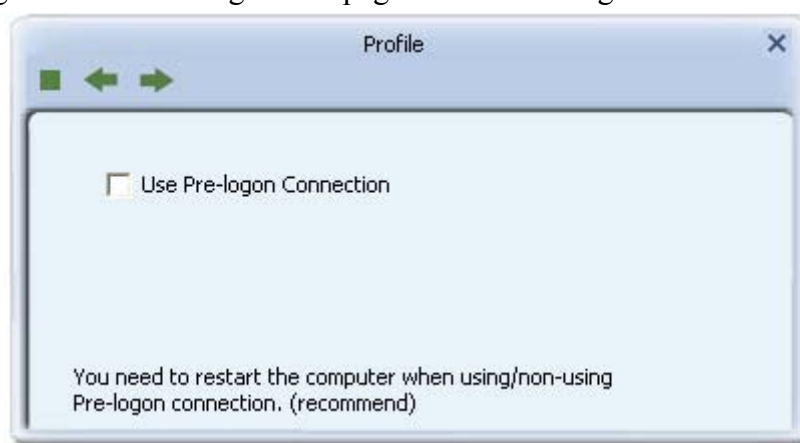 Profile
Use Pre-logon Connection
You need to restart the computer when using/non-using
Pre-logon connection. (recommend)